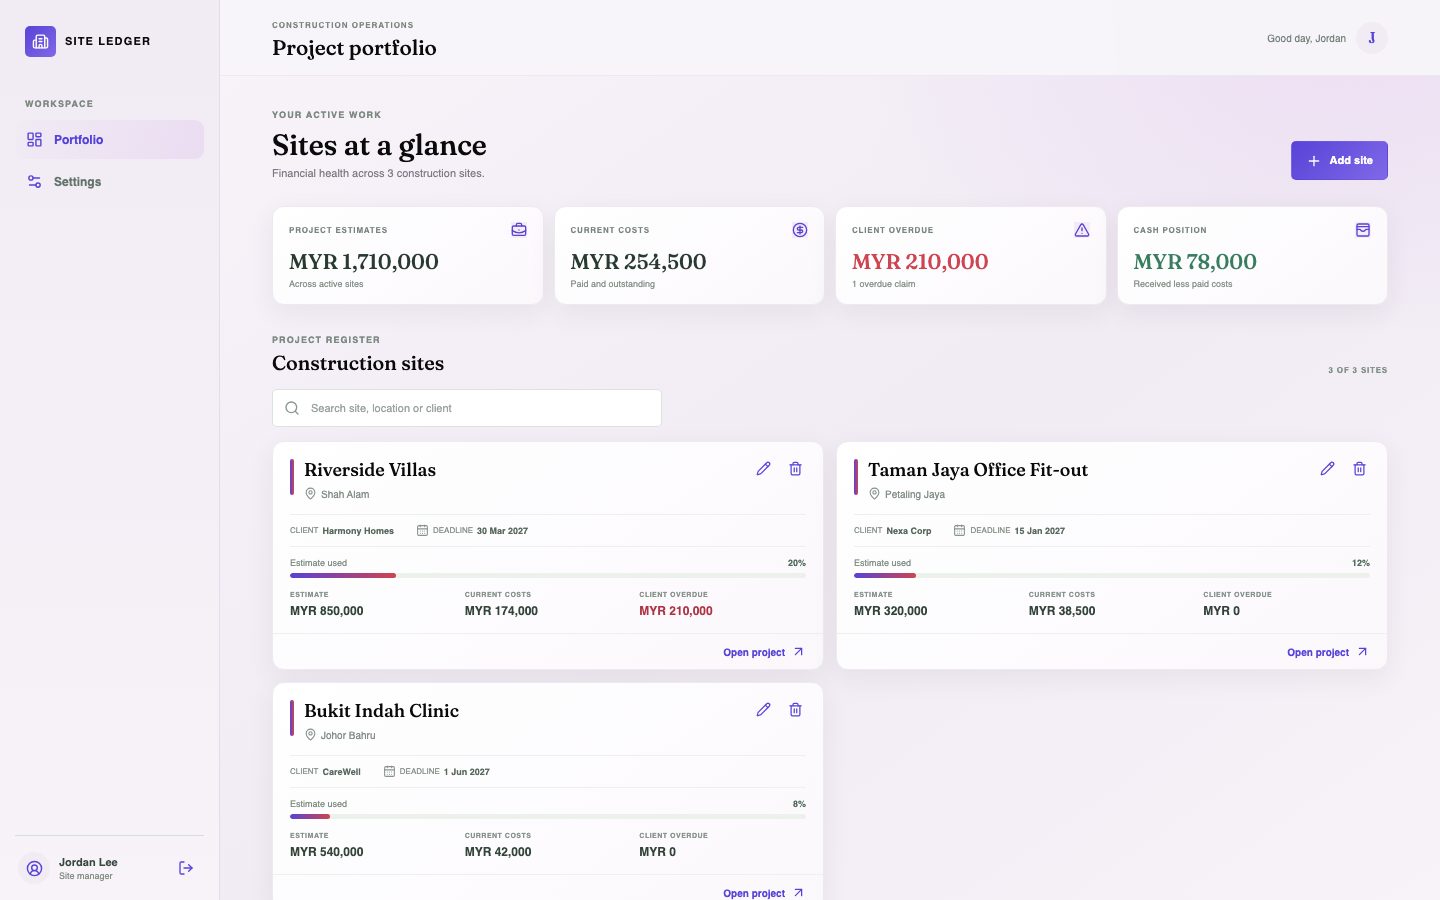 SITE LEDGER
WORKSPACE
Portfolio
Settings
Jordan Lee
Site manager
CONSTRUCTION OPERATIONS
Project portfolio
Good day, Jordan
J
YOUR ACTIVE WORK
Sites at a glance
Financial health across 3 construction sites.
Add site
PROJECT ESTIMATES
MYR 1,710,000
Across active sites
CURRENT COSTS
MYR 254,500
Paid and outstanding
CLIENT OVERDUE
MYR 210,000
1 overdue claim
CASH POSITION
MYR 78,000
Received less paid costs
PROJECT REGISTER
Construction sites
3 OF 3 SITES
Search site, location or client
Riverside Villas
Shah Alam
CLIENT Harmony Homes DEADLINE 30 Mar 2027
Estimate used 20%
ESTIMATE CURRENT COSTS CLIENT OVERDUE
MYR 850,000 MYR 174,000 MYR 210,000
Open project
Taman Jaya Office Fit-out
Petaling Jaya
CLIENT Nexa Corp DEADLINE 15 Jan 2027
Estimate used 12%
ESTIMATE CURRENT COSTS CLIENT OVERDUE
MYR 320,000 MYR 38,500 MYR 0
Open project
Bukit Indah Clinic
Johor Bahru
CLIENT CareWell DEADLINE 1 Jun 2027
Estimate used 8%
ESTIMATE CURRENT COSTS CLIENT OVERDUE
MYR 540,000 MYR 42,000 MYR 0
Open project